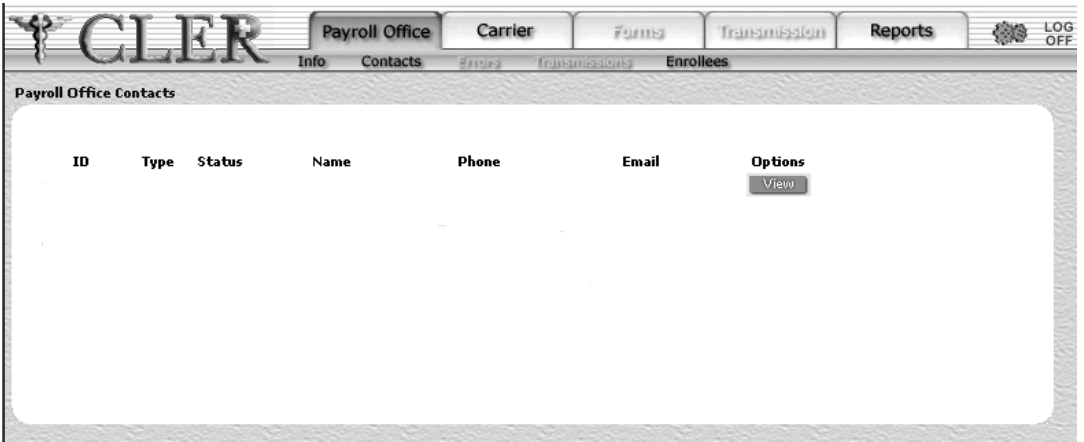 CLER Payroll Office Carrier Forms Transmission Reports LOG OFF
Info Contacts Errors Transmissions Enrollees
Payroll Office Contacts
ID Type Status Name Phone Email Options
View